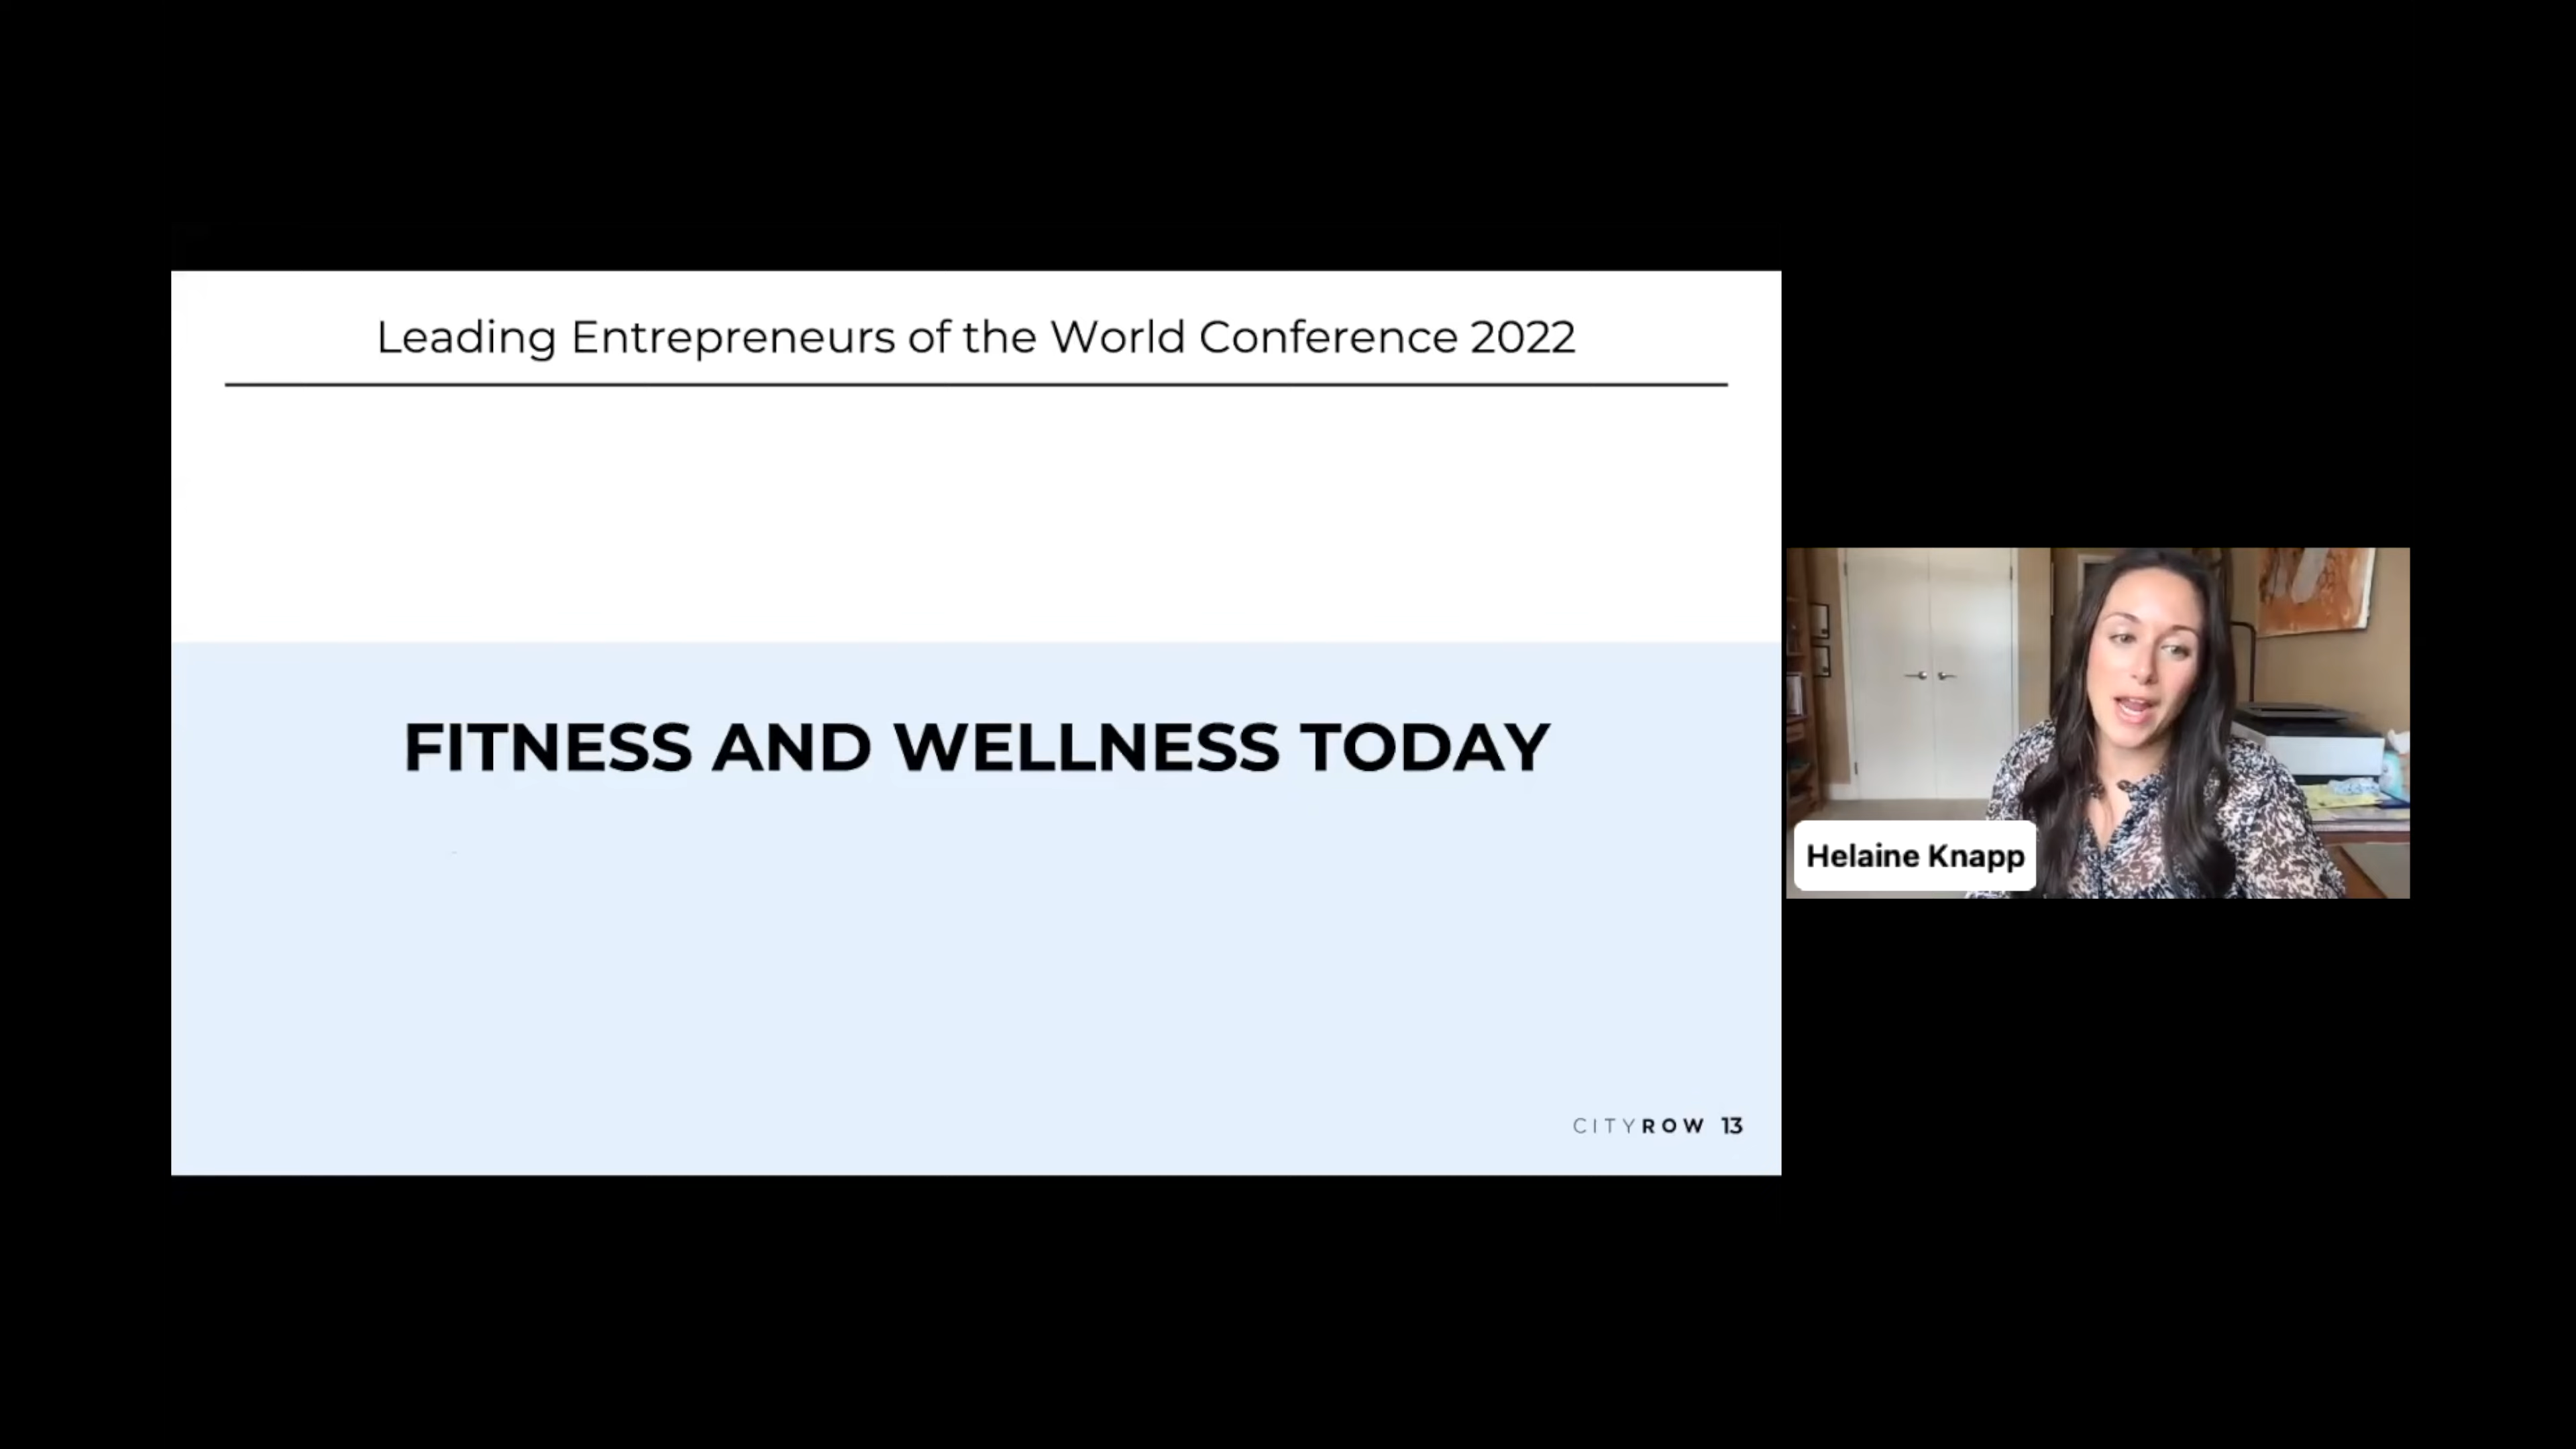 Leading Entrepreneurs of the World Conference 2022
FITNESS AND WELLNESS TODAY
CITYROW 13
Helaine Knapp